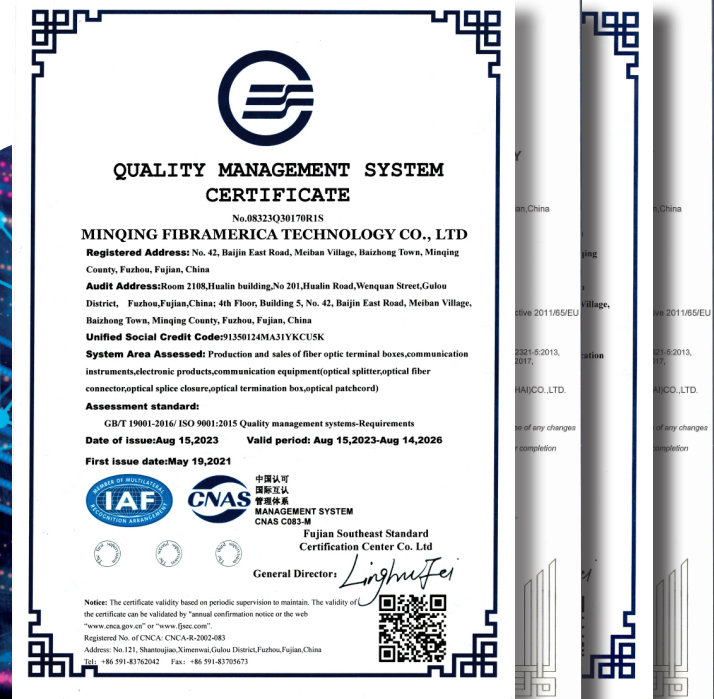 QUALITY MANAGEMENT SYSTEM
CERTIFICATE
No.08323Q30170R1S
MINQING FIBRAMERICA TECHNOLOGY CO., LTD
Registered Address: No. 42, Baijin East Road, Meiban Village, Baizhong Town, Minqing
County, Fuzhou, Fujian, China
Audit Address:Room 2108,Hualin building,No 201,Hualin Road,Wenquan Street,Gulou
District, Fuzhou,Fujian,China; 4th Floor, Building 5, No. 42, Baijin East Road, Meiban Village,
Baizhong Town, Minqing County, Fuzhou, Fujian, China
Unified Social Credit Code:91350124MA31YKCU5K
System Area Assessed: Production and sales of fiber optic terminal boxes,communication
instruments,electronic products,communication equipment(optical splitter,optical fiber
connector,optical splice closure,optical termination box,optical patchcord)
Assessment standard:
GB/T 19001-2016/ ISO 9001:2015 Quality management systems-Requirements
Date of issue:Aug 15,2023 Valid period: Aug 15,2023-Aug 14,2026
First issue date:May 19,2021
MEMBER OF MULTILATERAL
IAF
RECOGNITION ARRANGEMENT
CNAS
中国认可
国际互认
管理体系
MANAGEMENT SYSTEM
CNAS C083-M
Fujian Southeast Standard
Certification Center Co. Ltd
General Director: Linghu Fei
Notice: The certificate validity based on periodic supervision to maintain. The validity of
the certificate can be validated by "annual confirmation notice or the web
"www.cnca.gov.cn" or "www.fjsec.com".
Registered No. of CNCA: CNCA-R-2002-083
Address: No.121, Shantoujiao,Ximenwai,Gulou District,Fuzhou,Fujian,China
Tel: +86 591-83762042 Fax: +86 591-83705673
an,China
ctive 2011/65/EU
2321-5:2013,
2017,
HAI)CO.,LTD.
se of any changes
completion
qing
Village,
ation
n,China
ive 2011/65/EU
21-5:2013,
17,
AI)CO.,LTD.
of any changes
ompletion